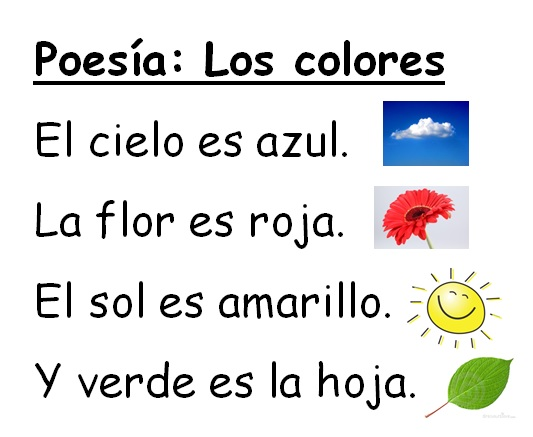 Poesía: Los colores
El cielo es azul.
La flor es roja.
El sol es amarillo.
Y verde es la hoja.